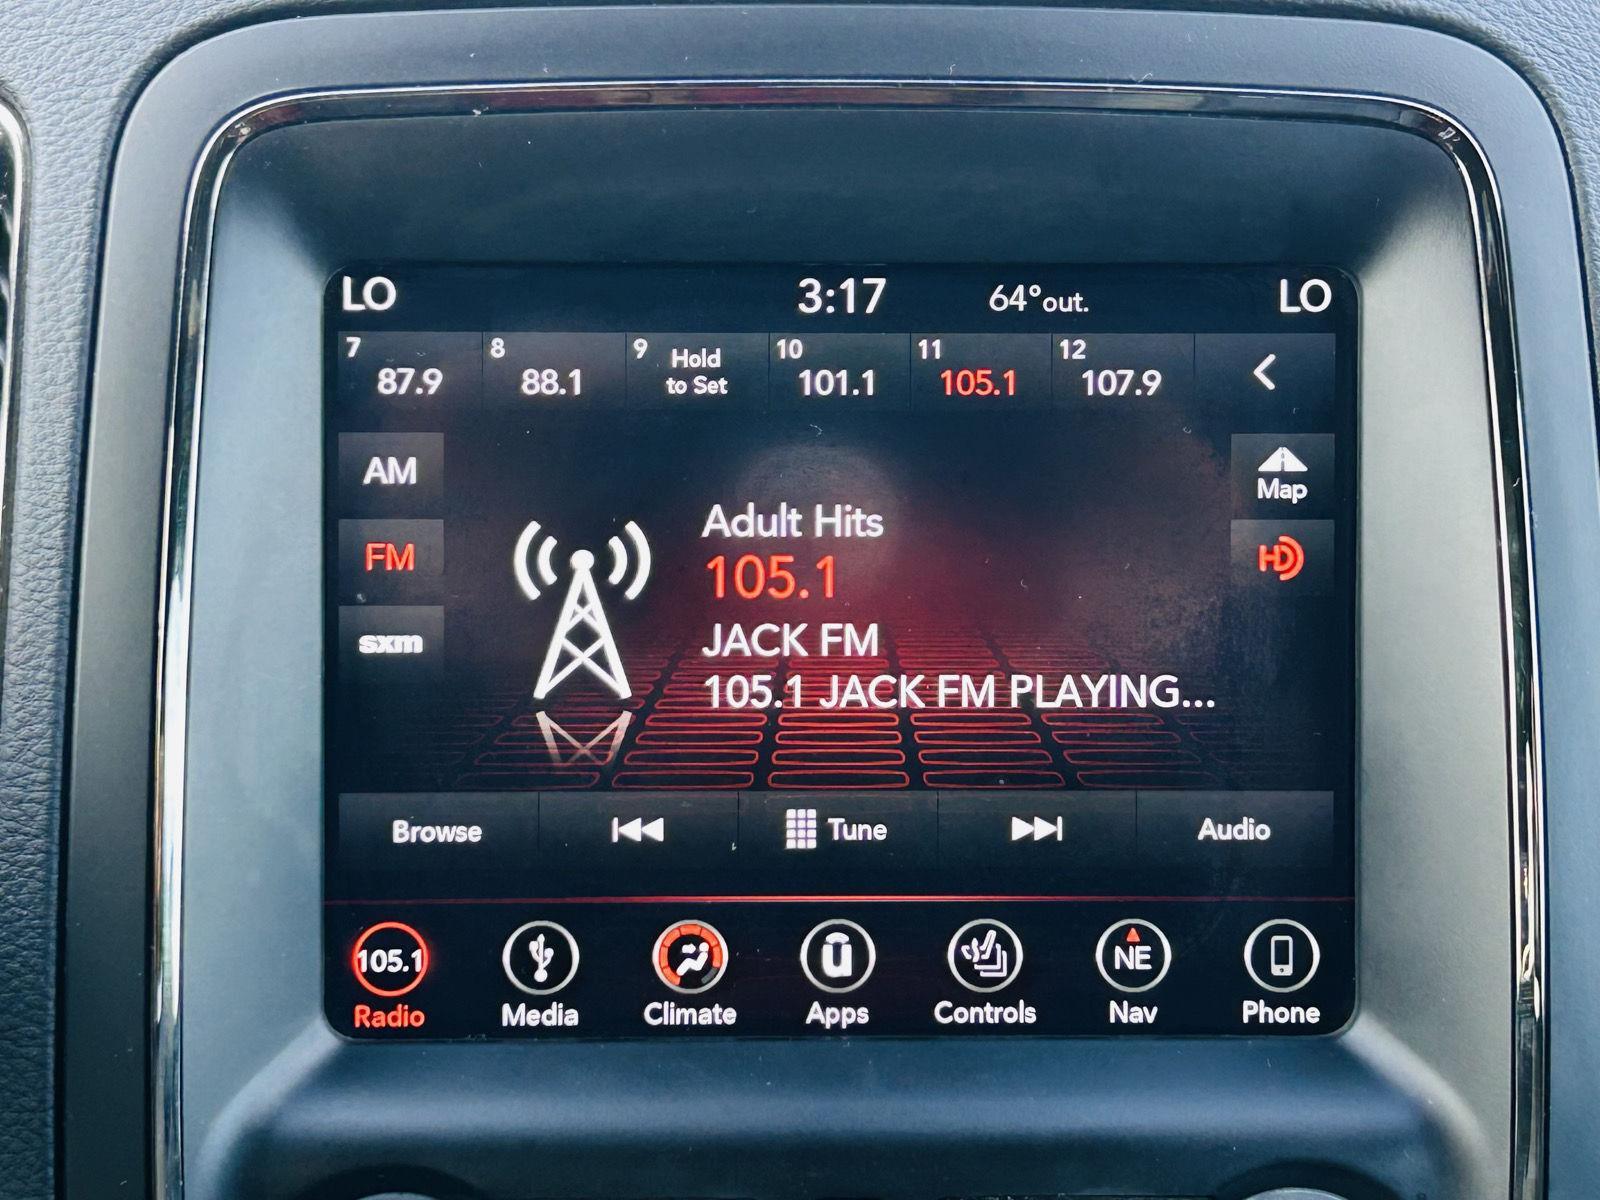 LO 3:17 64°out. LO
7 87.9 8 88.1 9 Hold to Set 10 101.1 11 105.1 12 107.9
AM
Map
Adult Hits
FM
105.1
HD
sxm
JACK FM
105.1 JACK FM PLAYING...
Browse Tune Audio
105.1 u NE
Radio Media Climate Apps Controls Nav Phone